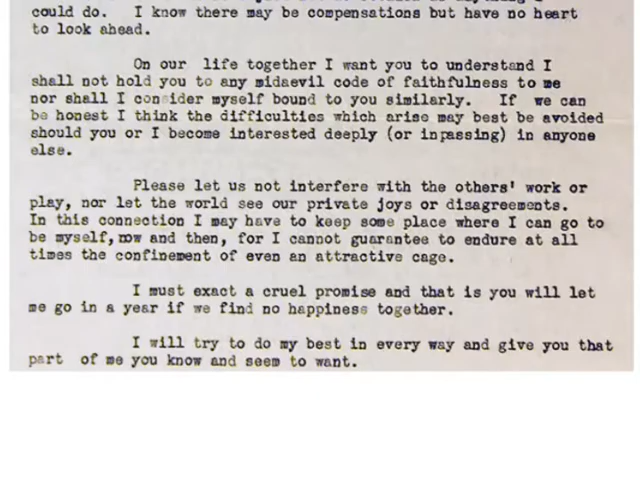 could do.   I know there may be compensations but have no heart
to look ahead.
On our  life together I want you to understand I
shall not hold you to any midaevil code of faithfulness to me
nor shall I consider myself bound to you similarly.   If  we can
be honest I think the difficulties which arise may best be avoided
should you or I become interested deeply (or inpassing) in anyone
else.
Please let us not interfere with the others' work or
play, nor let the world see our private joys or disagreements.
In this connection I may have to keep some place where I can go to
be myself, now and then, for I cannot guarantee to endure at all
times the confinement of even an attractive cage.
I must exact a cruel promise and that is you will let
me go in a year if we find no happiness together.
I will try to do my best in every way and give you that
part  of me you know and seem to want.